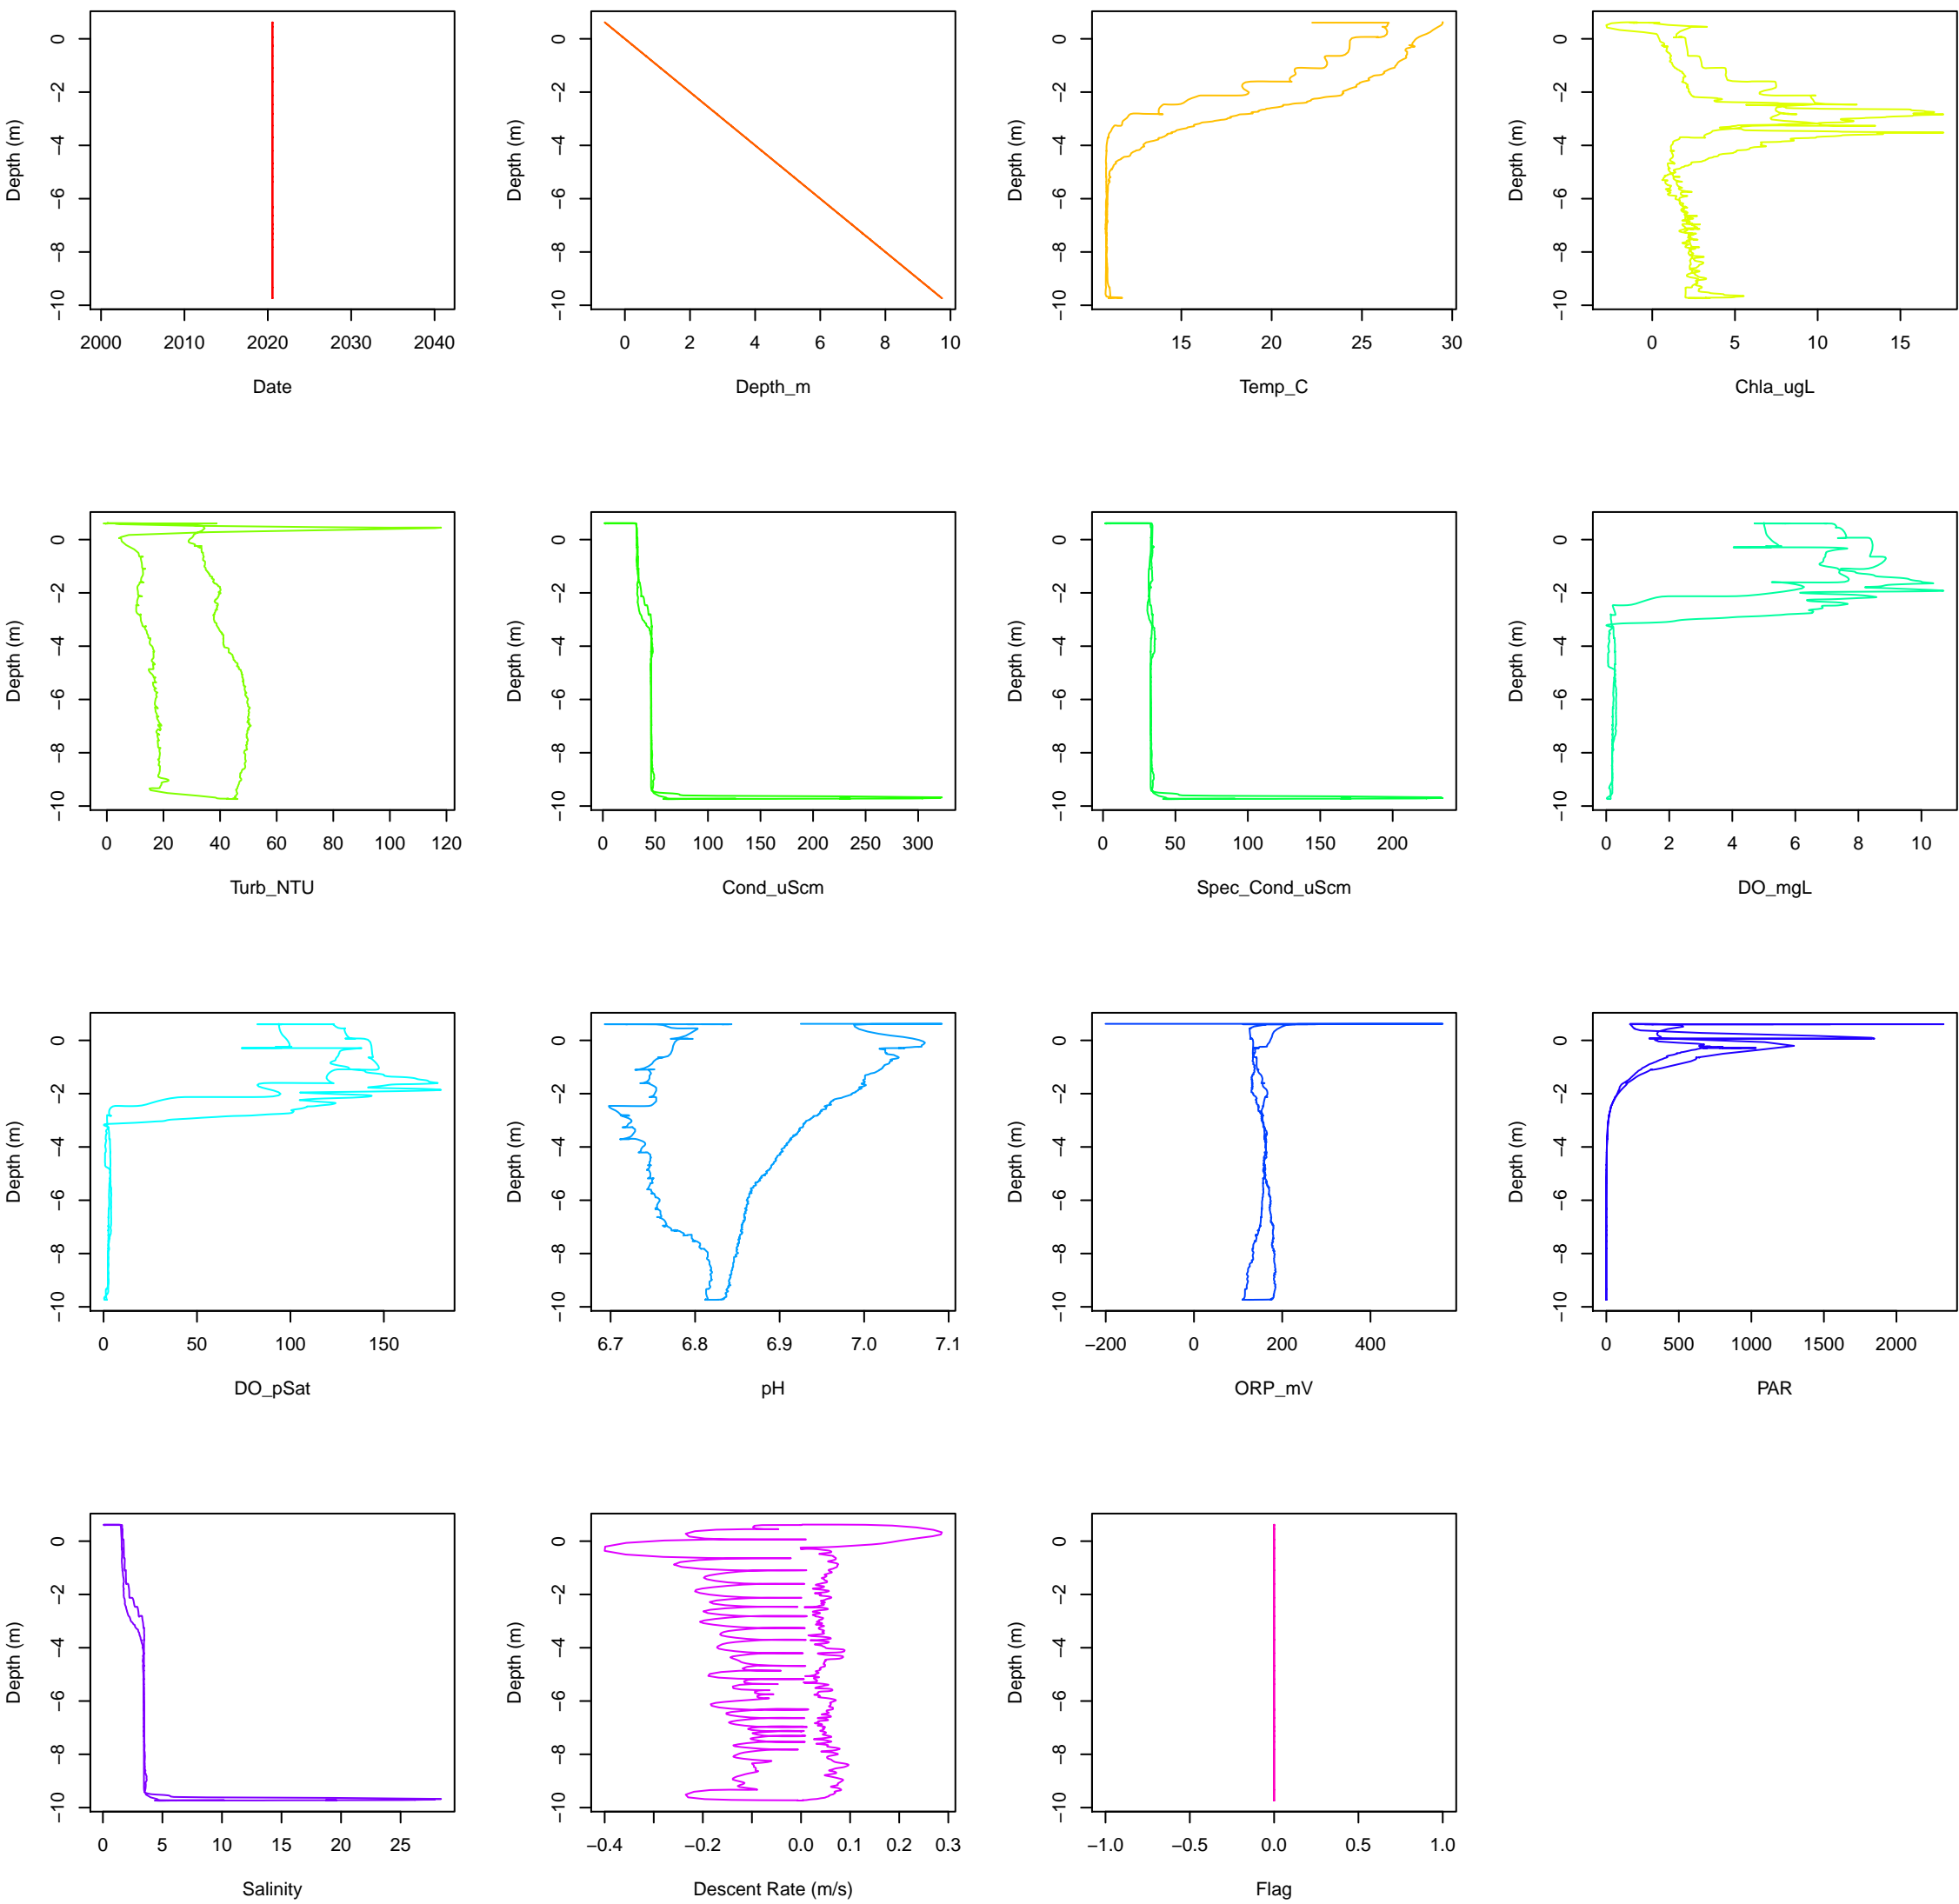 Depth (m)
0
−2
−4
−6
−8
−10
2000 2010 2020 2030 2040
Date
Depth (m)
0
−2
−4
−6
−8
−10
0 2 4 6 8 10
Depth_m
Depth (m)
0
−2
−4
−6
−8
−10
15 20 25 30
Temp_C
Depth (m)
0
−2
−4
−6
−8
−10
0 5 10 15
Chla_ugL
Depth (m)
0
−2
−4
−6
−8
−10
0 20 40 60 80 100 120
Turb_NTU
Depth (m)
0
−2
−4
−6
−8
−10
0 50 100 150 200 250 300
Cond_uScm
Depth (m)
0
−2
−4
−6
−8
−10
0 50 100 150 200
Spec_Cond_uScm
Depth (m)
0
−2
−4
−6
−8
−10
0 2 4 6 8 10
DO_mgL
Depth (m)
0
−2
−4
−6
−8
−10
0 50 100 150
DO_pSat
Depth (m)
0
−2
−4
−6
−8
−10
6.7 6.8 6.9 7.0 7.1
pH
Depth (m)
0
−2
−4
−6
−8
−10
−200 0 200 400
ORP_mV
Depth (m)
0
−2
−4
−6
−8
−10
0 500 1000 1500 2000
PAR
Depth (m)
0
−2
−4
−6
−8
−10
0 5 10 15 20 25
Salinity
Depth (m)
0
−2
−4
−6
−8
−10
−0.4 −0.2 0.0 0.1 0.2 0.3
Descent Rate (m/s)
Depth (m)
0
−2
−4
−6
−8
−10
−1.0 −0.5 0.0 0.5 1.0
Flag